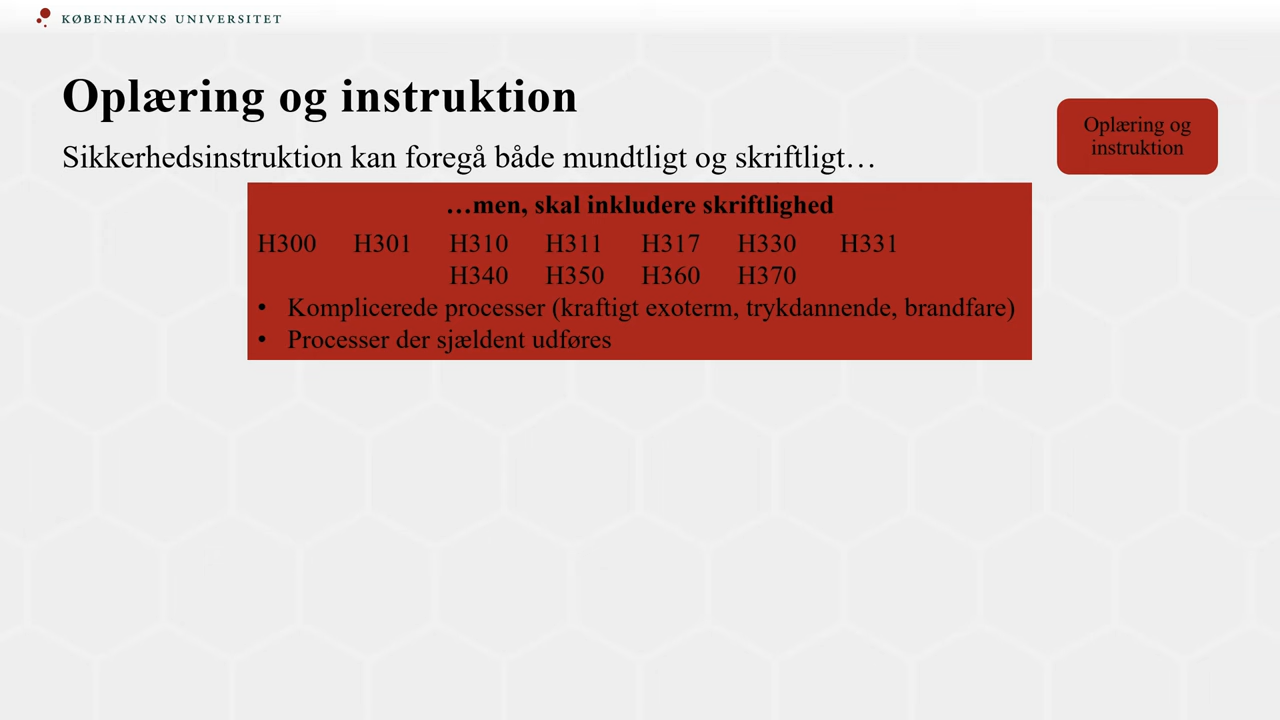 KØBENHAVNS UNIVERSITET
Oplæring og instruktion
Oplæring og
instruktion
Sikkerhedsinstruktion kan foregå både mundtligt og skriftligt…
…men, skal inkludere skriftlighed
H300 H301 H310 H311 H317 H330 H331
H340 H350 H360 H370
• Komplicerede processer (kraftigt exoterm, trykdannende, brandfare)
• Processer der sjældent udføres